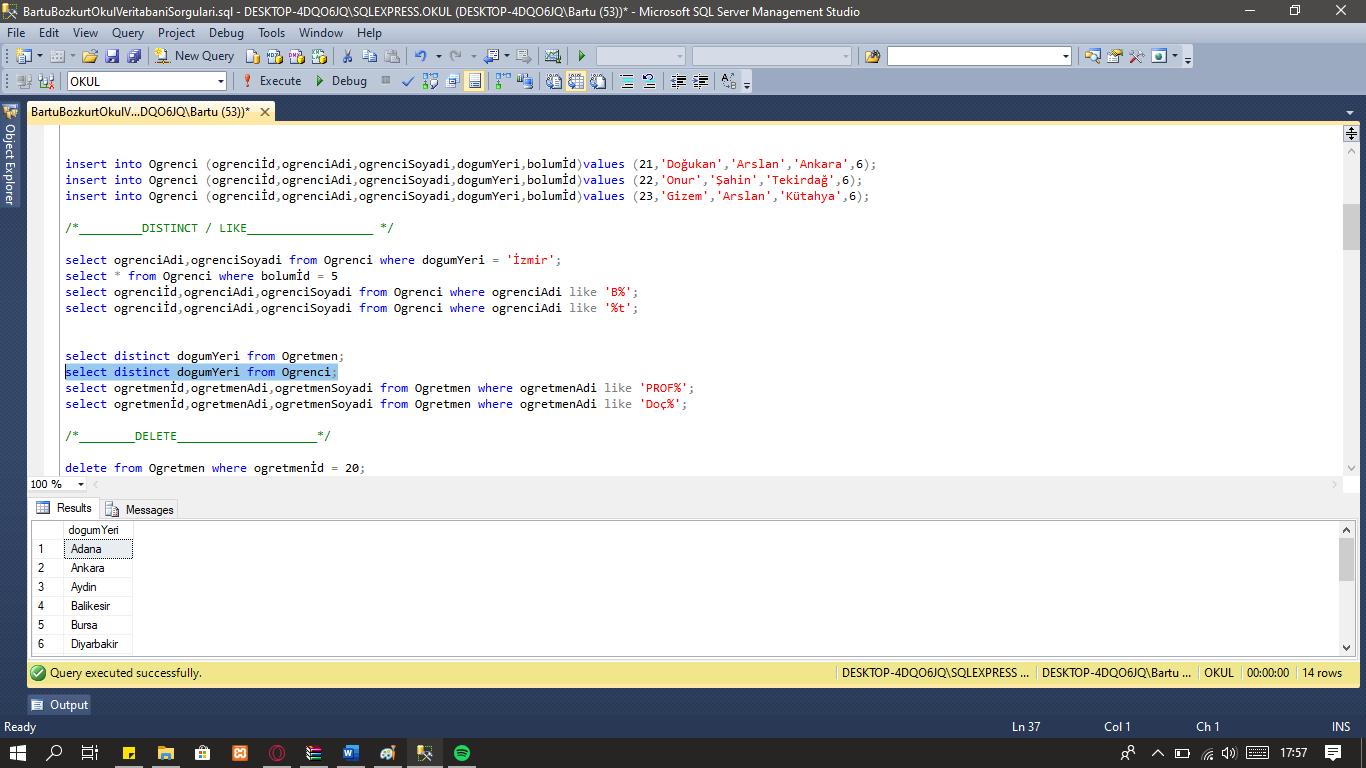 BartuBozkurtOkulVeritabaniSorgulari.sql - DESKTOP-4DQO6JQ\SQLEXPRESS.OKUL (DESKTOP-4DQO6JQ\Bartu (53))* - Microsoft SQL Server Management Studio
File Edit View Query Project Debug Tools Window Help
New Query
OKUL Execute Debug
BartuBozkurtOkulV...DQO6JQ\Bartu (53))*
Object Explorer
insert into Ogrenci (ogrenciİd,ogrenciAdi,ogrenciSoyadi,dogumYeri,bolumİd)values (21,'Doğukan','Arslan','Ankara',6);
insert into Ogrenci (ogrenciİd,ogrenciAdi,ogrenciSoyadi,dogumYeri,bolumİd)values (22,'Onur','Şahin','Tekirdağ',6);
insert into Ogrenci (ogrenciİd,ogrenciAdi,ogrenciSoyadi,dogumYeri,bolumİd)values (23,'Gizem','Arslan','Kütahya',6);
/*_________DISTINCT / LIKE__________________ */
select ogrenciAdi,ogrenciSoyadi from Ogrenci where dogumYeri = 'İzmir';
select * from Ogrenci where bolumİd = 5
select ogrenciİd,ogrenciAdi,ogrenciSoyadi from Ogrenci where ogrenciAdi like 'B%';
select ogrenciİd,ogrenciAdi,ogrenciSoyadi from Ogrenci where ogrenciAdi like '%t';
select distinct dogumYeri from Ogretmen;
select distinct dogumYeri from Ogrenci;
select ogretmenİd,ogretmenAdi,ogretmenSoyadi from Ogretmen where ogretmenAdi like 'PROF%';
select ogretmenİd,ogretmenAdi,ogretmenSoyadi from Ogretmen where ogretmenAdi like 'Doç%';
/*________DELETE____________________*/
delete from Ogretmen where ogretmenİd = 20;
100 %
Results Messages
dogumYeri
1 Adana
2 Ankara
3 Aydin
4 Balikesir
5 Bursa
6 Diyarbakir
Query executed successfully. DESKTOP-4DQO6JQ\SQLEXPRESS ... DESKTOP-4DQO6JQ\Bartu ... OKUL 00:00:00 14 rows
Output
Ready Ln 37 Col 1 Ch 1 INS
17:57